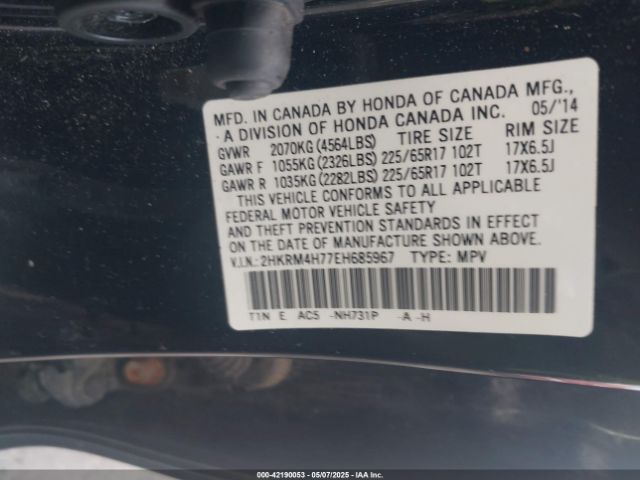 MFD. IN CANADA BY HONDA OF CANADA MFG.,
A DIVISION OF HONDA CANADA INC. 05/'14
GVWR 2070KG(4564LBS) TIRE SIZE RIM SIZE
GAWR F 1055KG(2326LBS) 225/65R17 102T 17X6.5J
GAWR R 1035KG(2282LBS) 225/65R17 102T 17X6.5J
THIS VEHICLE CONFORMS TO ALL APPLICABLE
FEDERAL MOTOR VEHICLE SAFETY
AND THEFT PREVENTION STANDARDS IN EFFECT
ON THE DATE OF MANUFACTURE SHOWN ABOVE.
V.I.N.:2HKRM4H77EH685967 TYPE: MPV
T1N E AC5 -NH731P -A -H
000-42190053 - 05/07/2025 - IAA Inc.